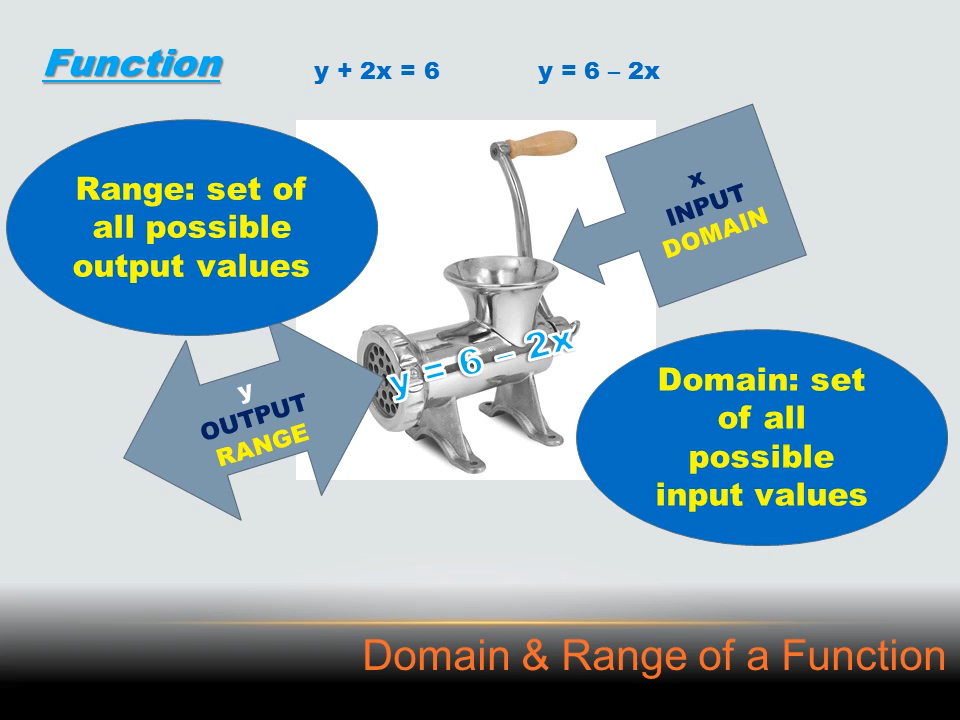 Function
y + 2x = 6
y = 6 – 2x
Range: set of
all possible
output values
x
INPUT
DOMAIN
y = 6 – 2x
y
OUTPUT
RANGE
Domain: set
of all
possible
input values
Domain & Range of a Function